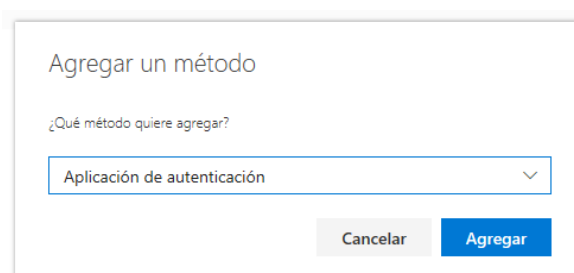 Agregar un método
¿Qué método quiere agregar?
Aplicación de autenticación
Cancelar
Agregar